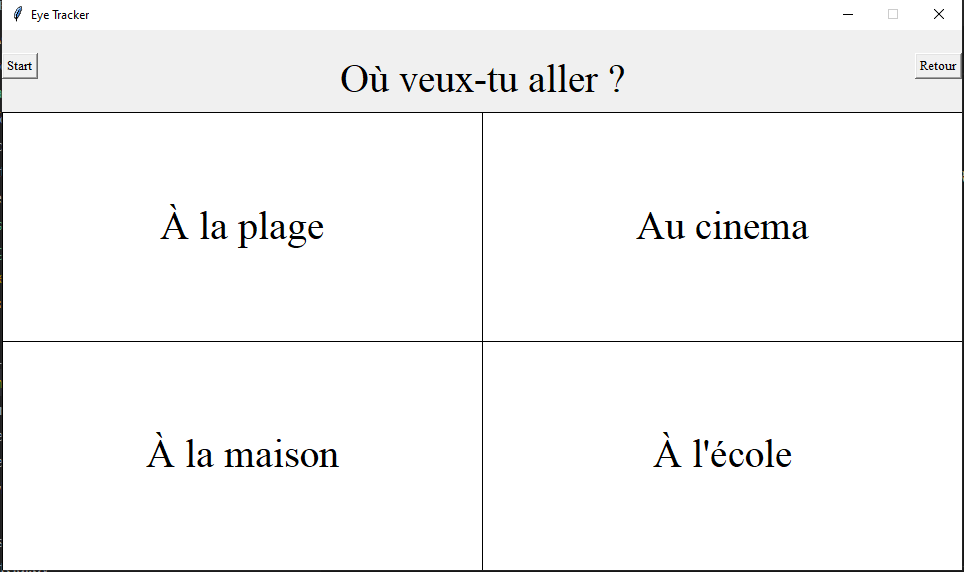 Eye Tracker
Start
Où veux-tu aller ?
Retour
À la plage
Au cinema
À la maison
À l'école